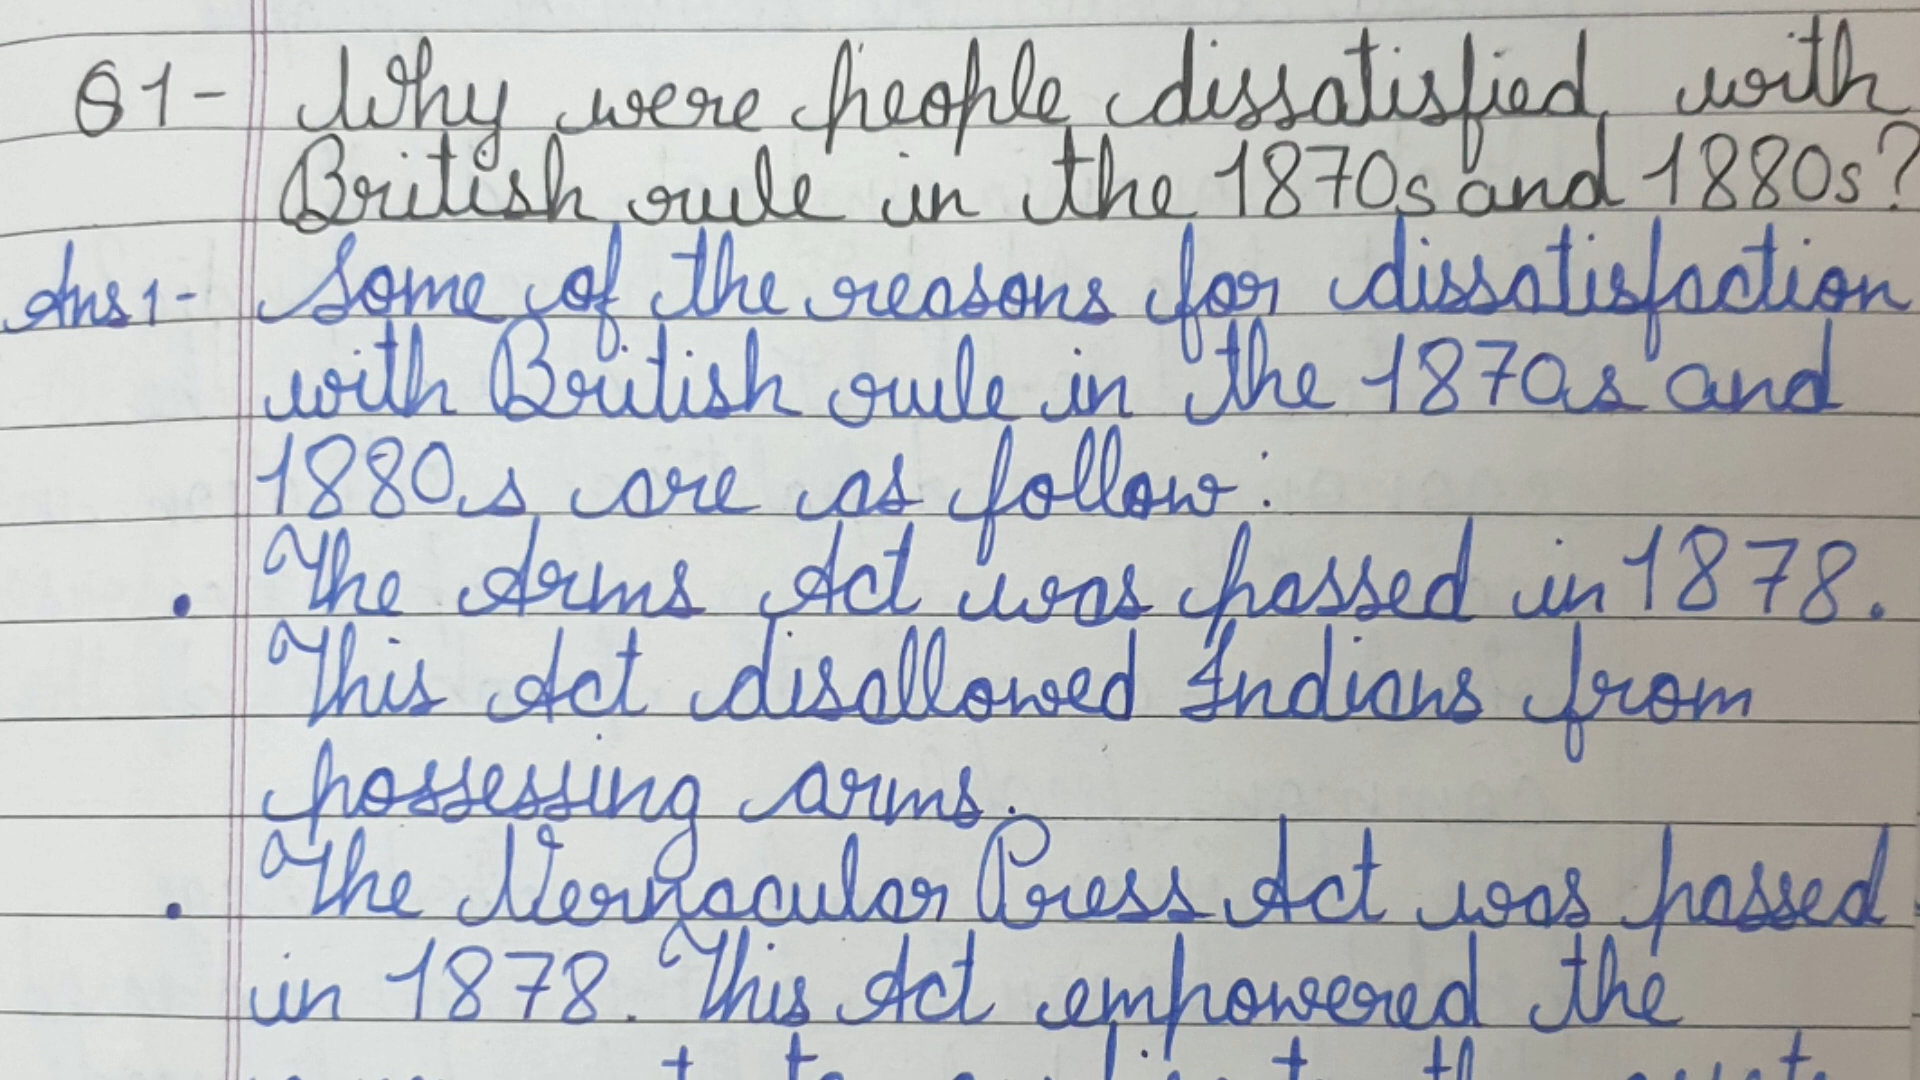 Q1- Why were people dissatisfied with
British rule in the 1870s and 1880s?
Ans1- Some of the reasons for dissatisfaction
with British rule in the 1870s and
1880s are as follow:
• The Arms Act was passed in 1878.
This Act disallowed Indians from
possessing arms.
• The Vernacular Press Act was passed
in 1878. This Act empowered the